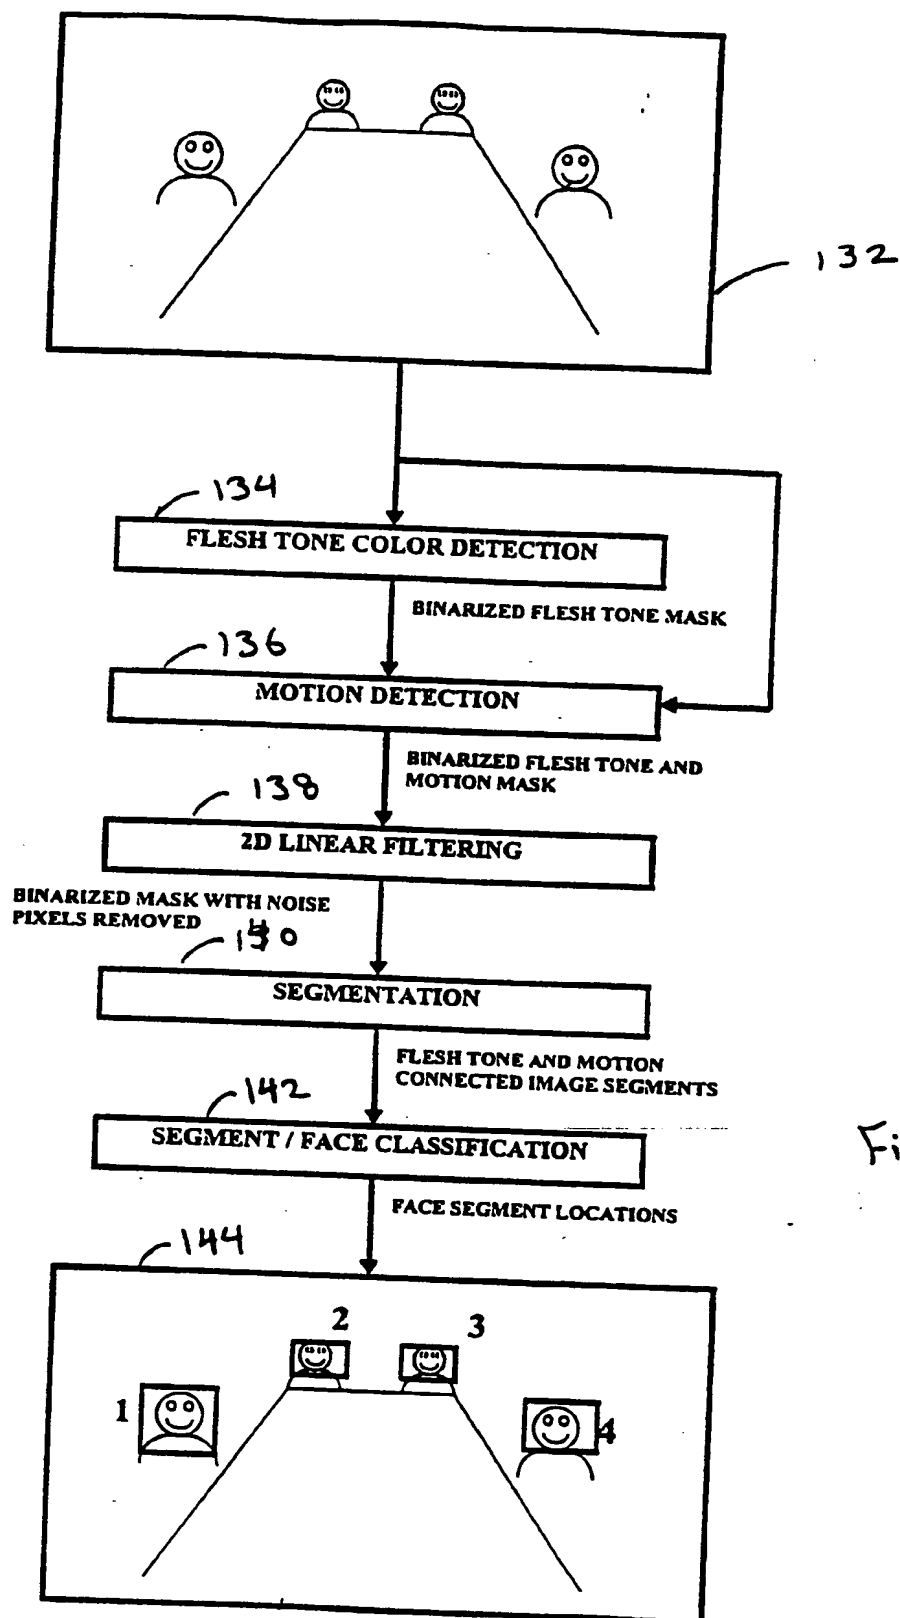 132
134
FLESH TONE COLOR DETECTION
BINARIZED FLESH TONE MASK
136
MOTION DETECTION
BINARIZED FLESH TONE AND
MOTION MASK
138
2D LINEAR FILTERING
BINARIZED MASK WITH NOISE
PIXELS REMOVED
140
SEGMENTATION
FLESH TONE AND MOTION
CONNECTED IMAGE SEGMENTS
142
SEGMENT / FACE CLASSIFICATION
Fi
FACE SEGMENT LOCATIONS
144
2
3
1
4